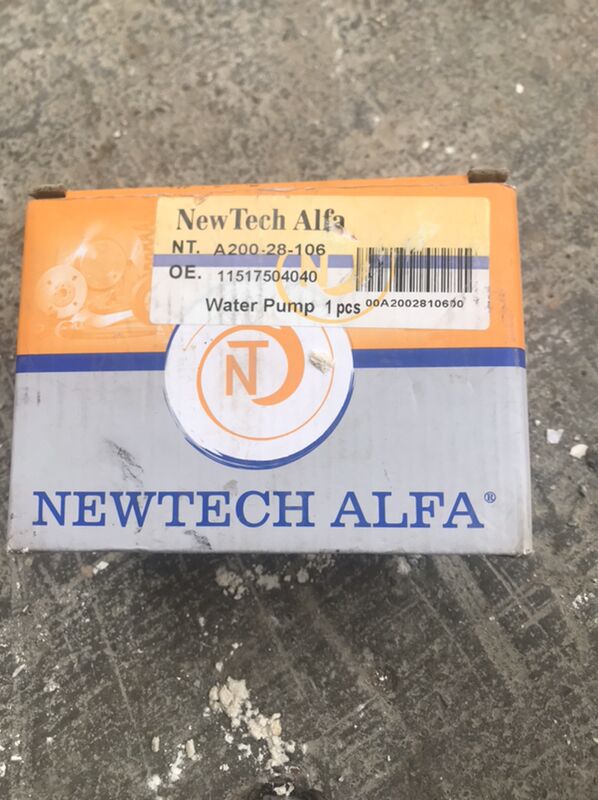 NewTech Alfa
NT. A200-28-106
OE. 11517504040
Water Pump 1 pcs
00A2002810600
NT
NEWTECH ALFA®